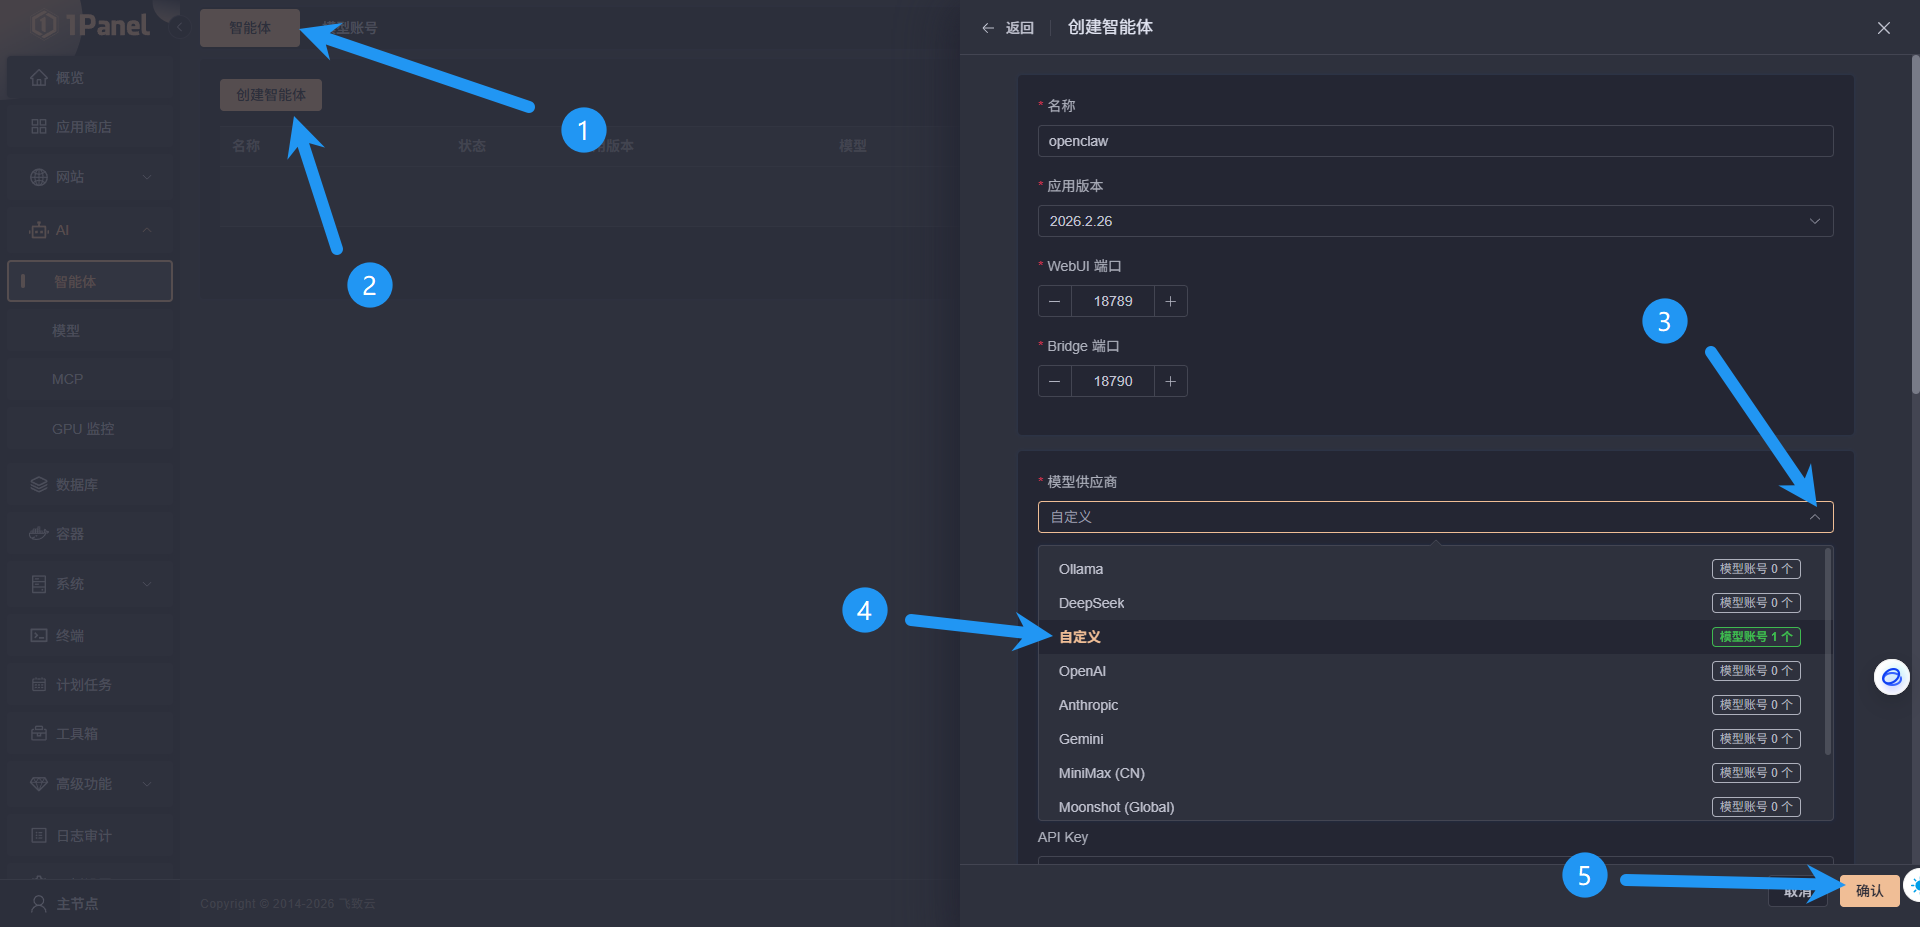 1Panel
概览
应用商店
网站
AI
智能体
模型
MCP
GPU 监控
数据库
容器
系统
终端
计划任务
工具箱
高级功能
日志审计
主节点
智能体
模型账号
创建智能体
名称 状态 用版本 模型
1
2
Copyright © 2014-2026 飞致云
返回
创建智能体
* 名称
openclaw
* 应用版本
2026.2.26
* WebUI 端口
18789
* Bridge 端口
18790
3
* 模型供应商
自定义
Ollama 模型账号 0 个
DeepSeek 模型账号 0 个
4
自定义 模型账号 1 个
OpenAI 模型账号 0 个
Anthropic 模型账号 0 个
Gemini 模型账号 0 个
MiniMax (CN) 模型账号 0 个
Moonshot (Global) 模型账号 0 个
API Key
5
取消
确认